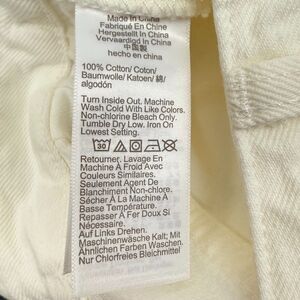 Made In China
Fabriqué En Chine
Hergestellt In China
Vervaardigd In China
中国製
hecho en china
100% Cotton/ Coton/
Baumwolle/ Katoen/ 綿/
algodón
Turn Inside Out. Machine
Wash Cold With Like Colors.
Non-chlorine Bleach Only.
Tumble Dry Low. Iron On
Lowest Setting.
30
Retourner. Lavage En
Machine À Froid Avec
Couleurs Similaires.
Seulement Agent De
Blanchiment Non-chlore.
Sécher À La Machine À
Basse Température.
Repasser À Fer Doux Si
Nécessaire.
Auf Links Drehen.
Maschinenwäsche Kalt; Mit
Ähnlichen Farben Waschen.
Nur Chlorfreies Bleichmittel